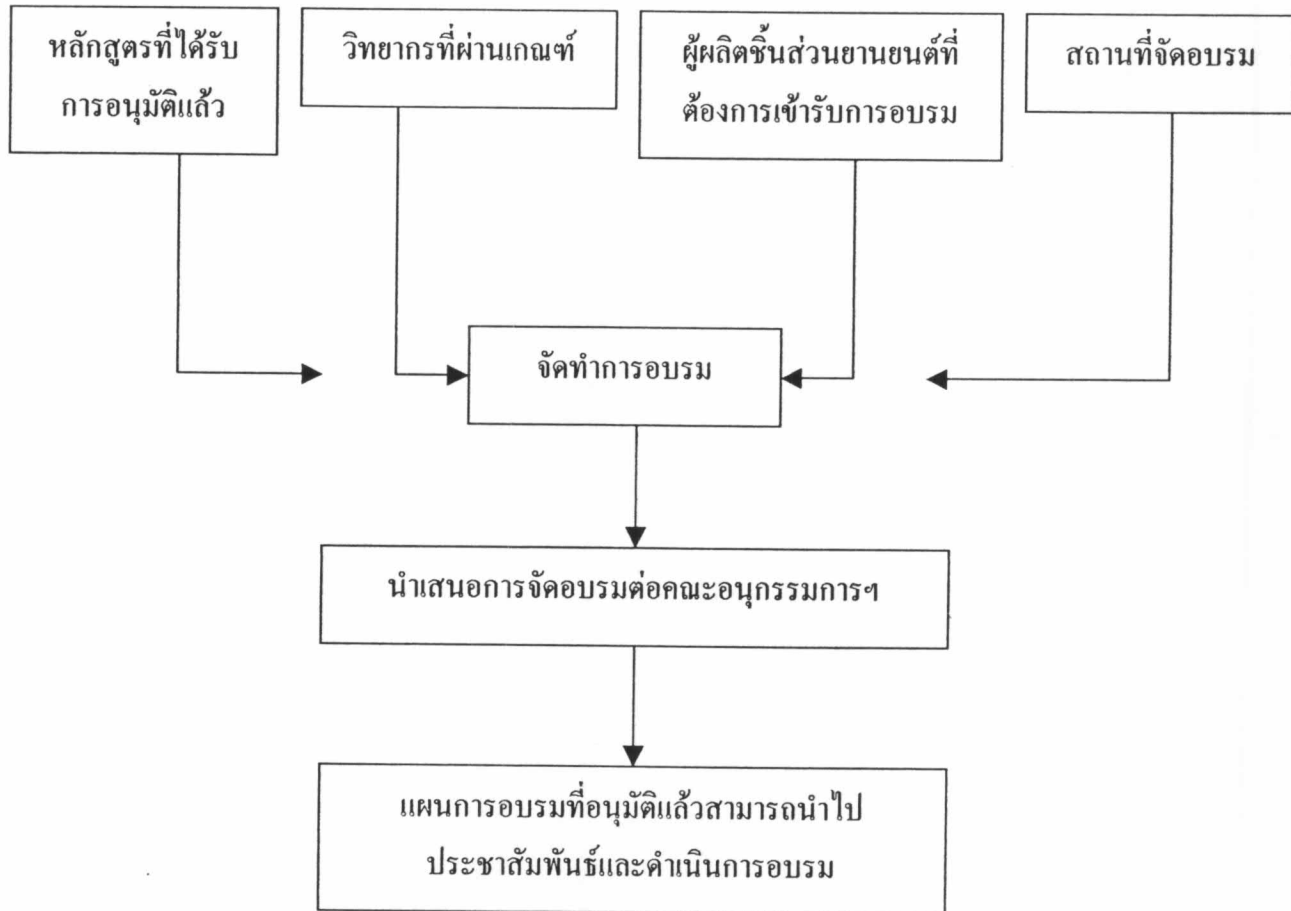 หลักสูตรที่ได้รับ
การอนุมัติแล้ว
วิทยากรที่ผ่านเกณฑ์
ผู้ผลิตชิ้นส่วนยานยนต์ที่
ต้องการเข้ารับการอบรม
สถานที่จัดอบรม
จัดทำการอบรม
นำเสนอการจัดอบรมต่อคณะอนุกรรมการฯ
แผนการอบรมที่อนุมัติแล้วสามารถนำไป
ประชาสัมพันธ์และดำเนินการอบรม